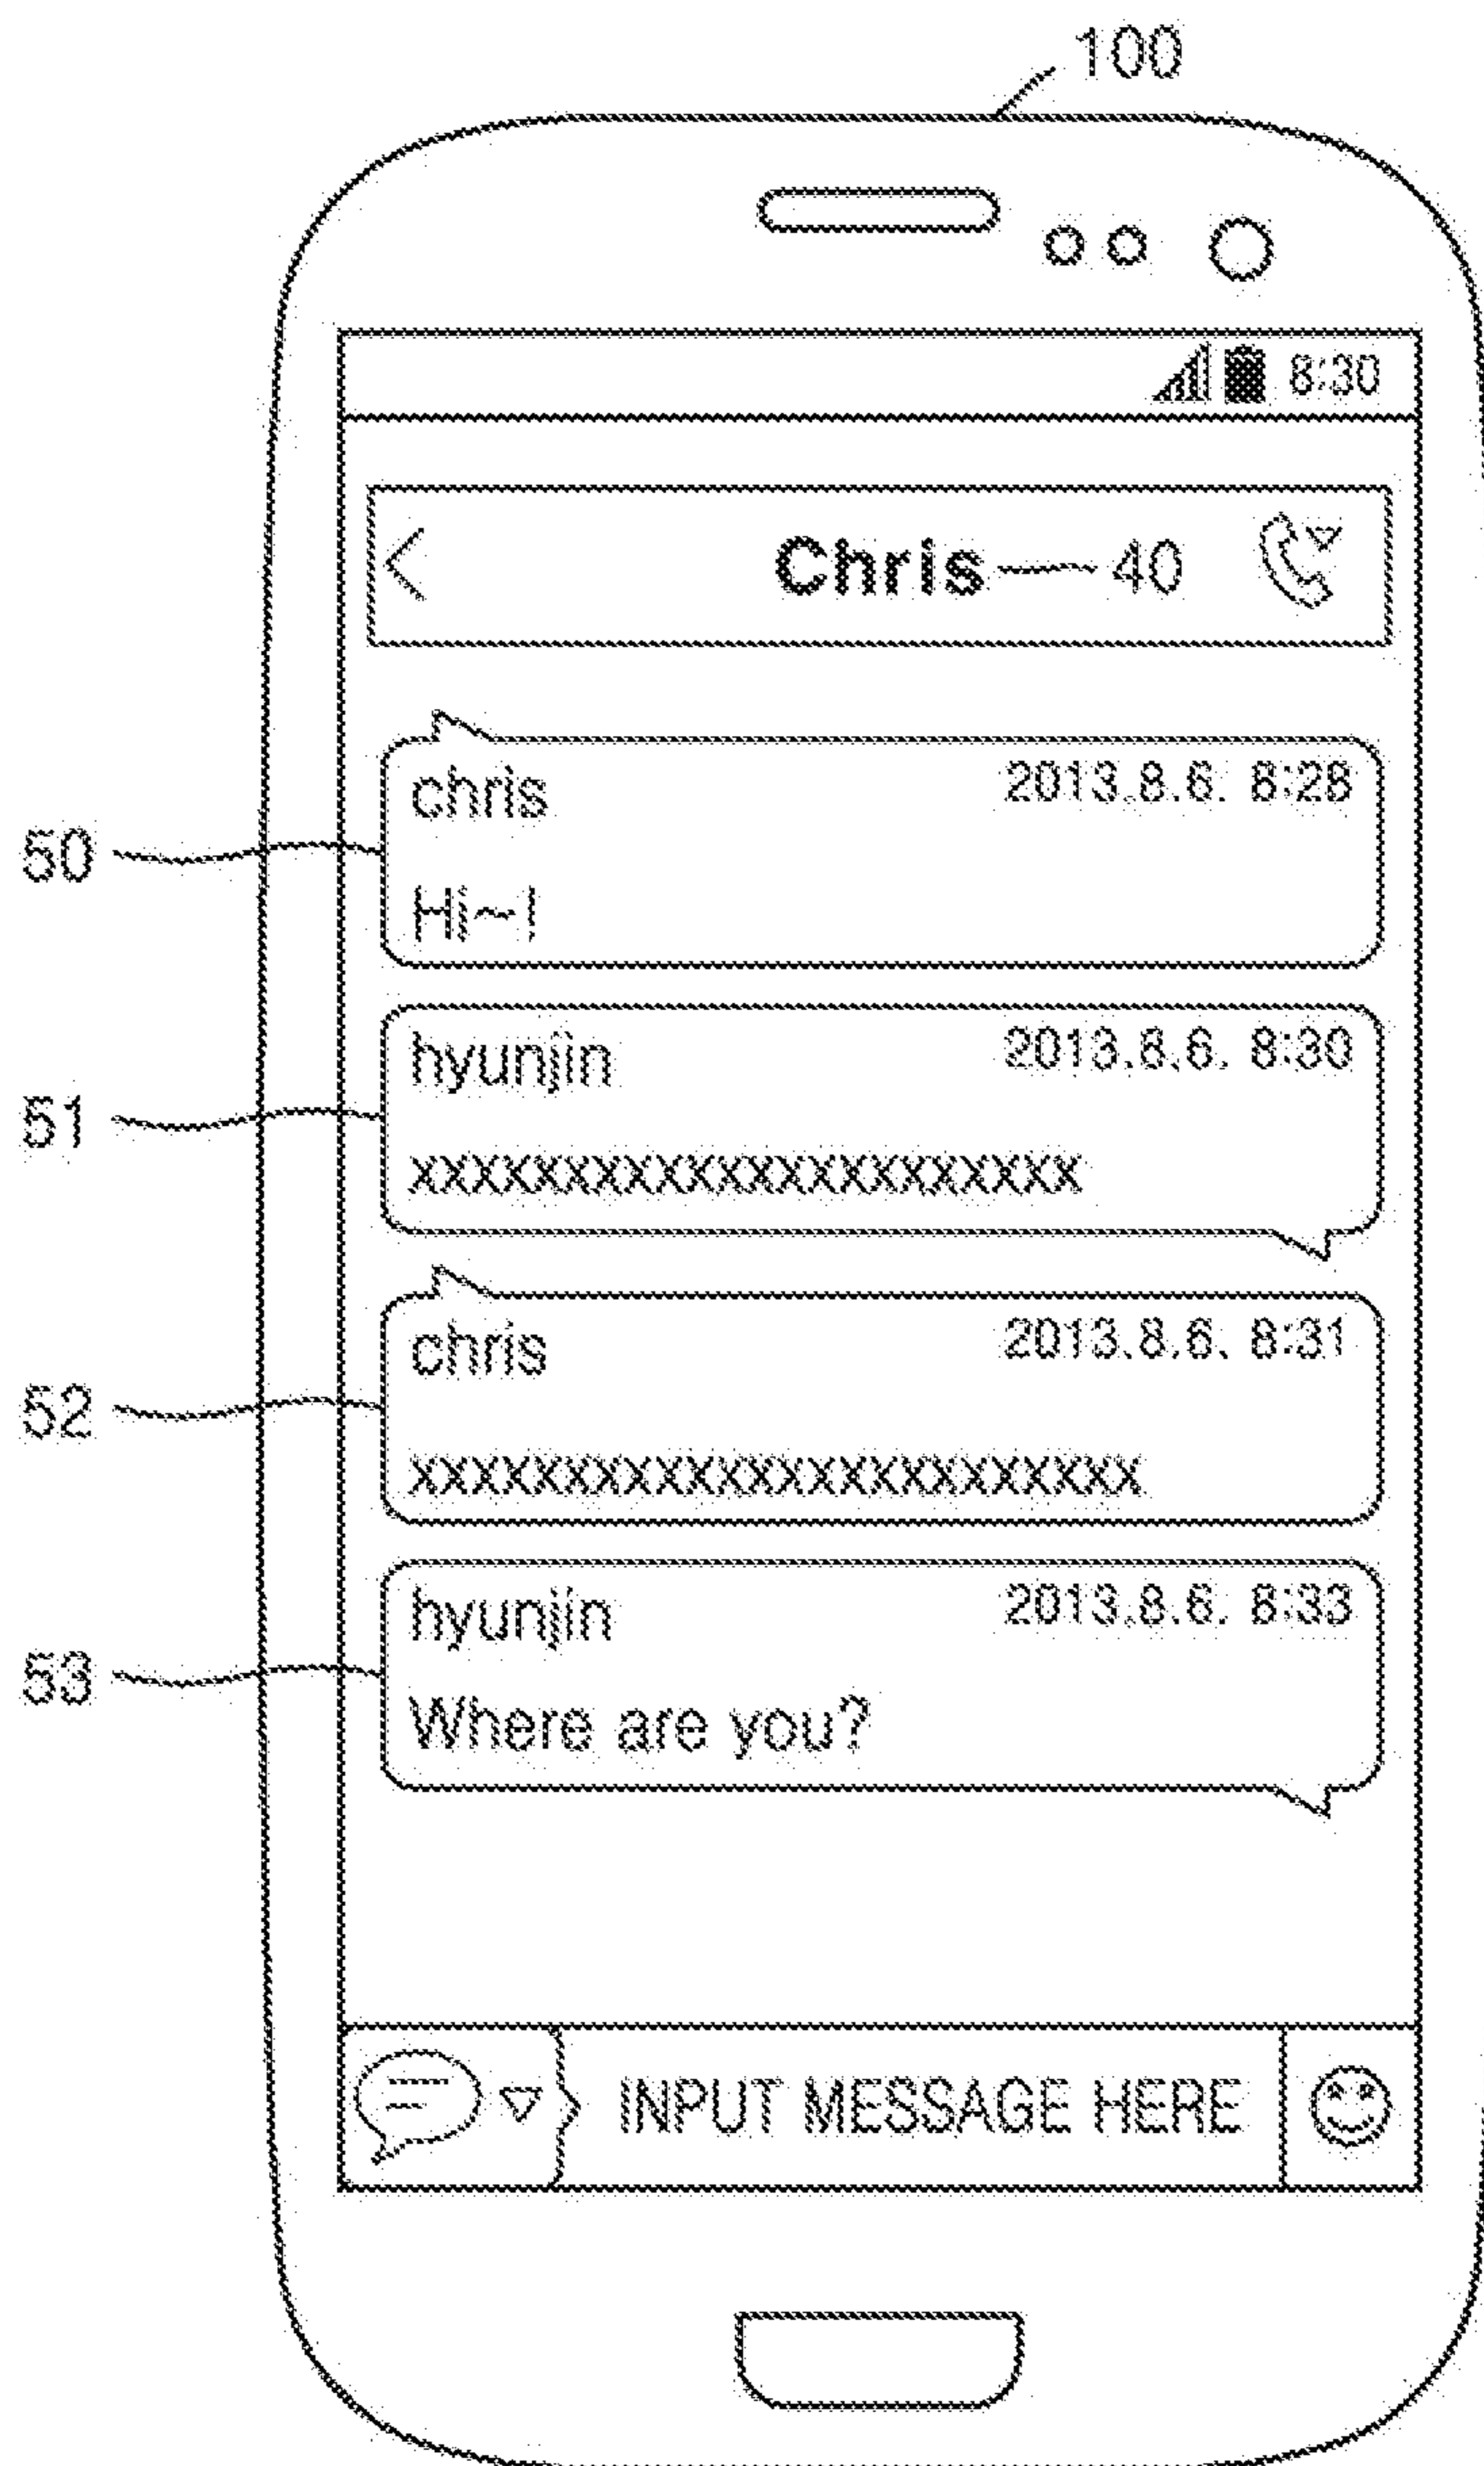 100
8:30
Chris 40
chris 2013.8.6. 8:28
50
Hi~!
hyunjin 2013.8.6. 8:30
51
xxxxxxxxxxxxxxxxxxxxxx
chris 2013.8.6. 8:31
52
xxxxxxxxxxxxxxxxxxxxxxxx
hyunjin 2013.8.6. 8:33
53
Where are you?
INPUT MESSAGE HERE